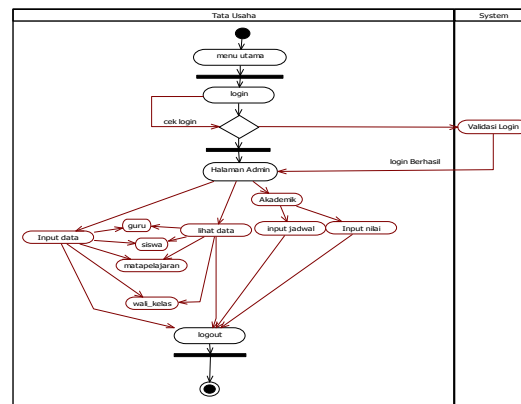 Tata Usaha
System
menu utama
login
cek login
Validasi Login
login Berhasil
Halaman Admin
Akademik
guru
Input data
lihat data
input jadwal
Input nilai
siswa
matapelajaran
wali_kelas
logout